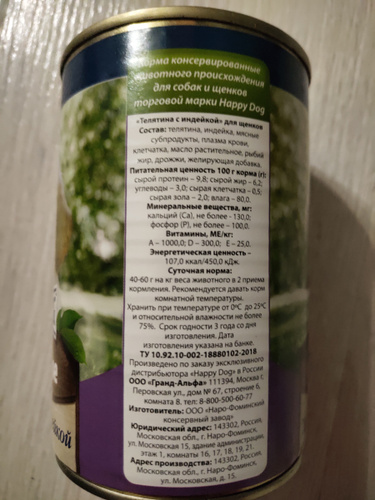 корма консервированные
животного происхождения
для собак и щенков
торговой марки Happy Dog
«Телятина с индейкой» для щенков
Состав: телятина, индейка, мясные
субпродукты, плазма крови,
клетчатка, масло растительное, рыбий
жир, дрожжи, желирующая добавка.
Питательная ценность 100 г корма (г):
сырой протеин – 9,8; сырой жир – 6,2;
углеводы – 3,0; сырая клетчатка – 0,5;
сырая зола – 2,0; влага – 80,0.
Минеральные вещества, мг:
кальций (Ca), не более - 130,0;
фосфор (P), не более – 100,0.
Витамины, МЕ/кг:
A – 1000,0; D – 300,0; E – 25,0.
Энергетическая ценность –
107,0 ккал/450,0 кДж.
Суточная норма:
40-60 г на кг веса животного в 2 приема
кормления. Рекомендуется давать корм
комнатной температуры.
Хранить при температуре от 0ºC до 25ºC
и относительной влажности не более
75%. Срок годности 3 года со дня
изготовления. Дата
изготовления указана на банке.
ТУ 10.92.10-002-18880102-2018
Произведено по заказу эксклюзивного
дистрибьютора «Happy Dog» в России
ООО «Гранд-Альфа» 111394, Москва, г.
Перовская ул., дом № 67, строение 6,
комната 8. тел: 8-800-500-60-77
Изготовитель: ООО «Наро-Фоминский
консервный завод»
Юридический адрес: 143302, Россия,
Московская обл., г. Наро-Фоминск,
ул. Московская 15, здание администрации,
этаж 1, комнаты 16, 17, 18, 19, 21.
Адрес производства: 143302, Россия,
Московская обл., г. Наро-Фоминск,
ул. Московская, д. 15.